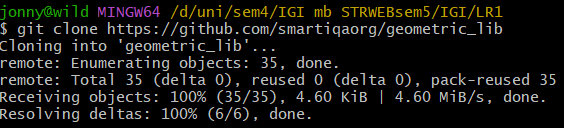 jonny@wild MINGW64 /d/uni/sem4/IGI mb STRWEBsem5/IGI/LR1
$ git clone https://github.com/smartiqaorg/geometric_lib
Cloning into 'geometric_lib'...
remote: Enumerating objects: 35, done.
remote: Total 35 (delta 0), reused 0 (delta 0), pack-reused 35
Receiving objects: 100% (35/35), 4.60 KiB | 4.60 MiB/s, done.
Resolving deltas: 100% (6/6), done.